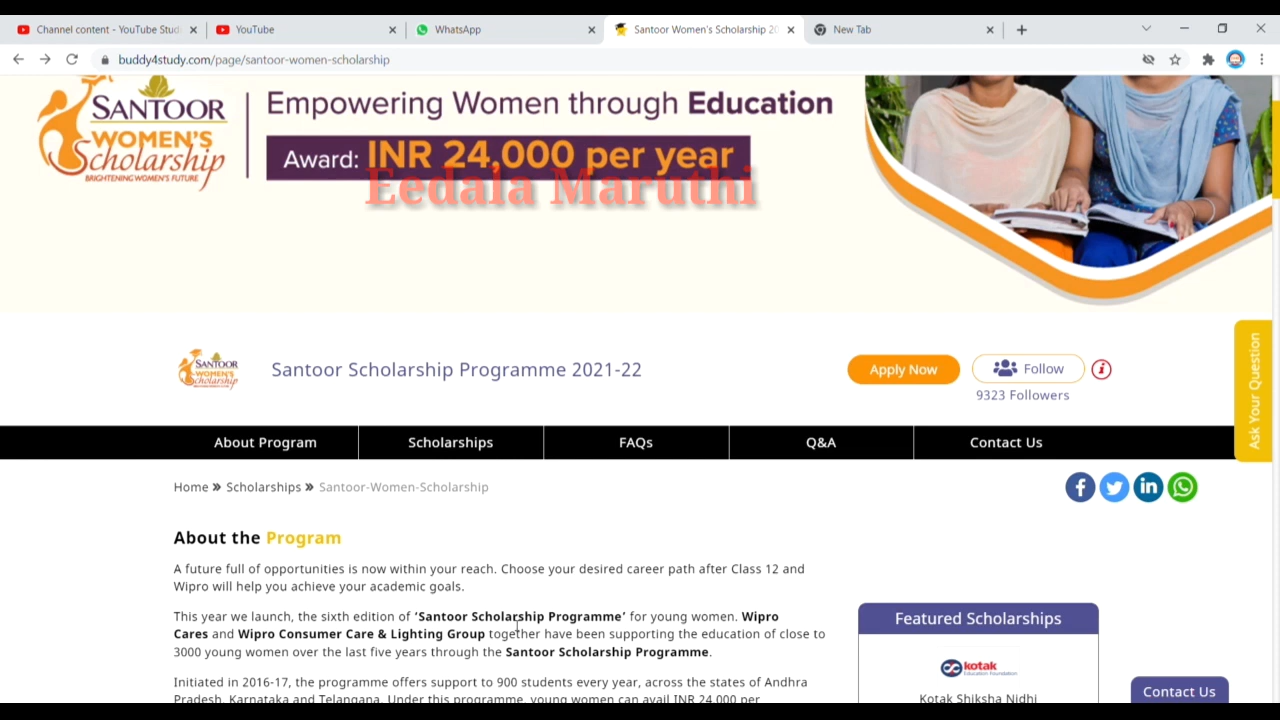 Channel content - YouTube Stud
YouTube
WhatsApp
Santoor Women's Scholarship 20
New Tab
buddy4study.com/page/santoor-women-scholarship
SANTOOR
WOMEN'S
Scholarship
BRIGHTENING WOMEN'S FUTURE
Empowering Women through Education
Award: INR 24,000 per year
Eedala Maruthi
SANTOOR
WOMEN'S
Scholarship
Santoor Scholarship Programme 2021-22
Apply Now
Follow
i
9323 Followers
Ask Your Question
About Program
Scholarships
FAQs
Q&A
Contact Us
Home » Scholarships » Santoor-Women-Scholarship
f
in
About the Program
A future full of opportunities is now within your reach. Choose your desired career path after Class 12 and
Wipro will help you achieve your academic goals.
This year we launch, the sixth edition of ‘Santoor Scholarship Programme’ for young women. Wipro
Cares and Wipro Consumer Care & Lighting Group together have been supporting the education of close to
3000 young women over the last five years through the Santoor Scholarship Programme.
Initiated in 2016-17, the programme offers support to 900 students every year, across the states of Andhra
Pradesh, Karnataka and Telangana. Under this programme, young women can avail INR 24,000 per
Featured Scholarships
kotak
Education Foundation
Kotak Shiksha Nidhi
Contact Us